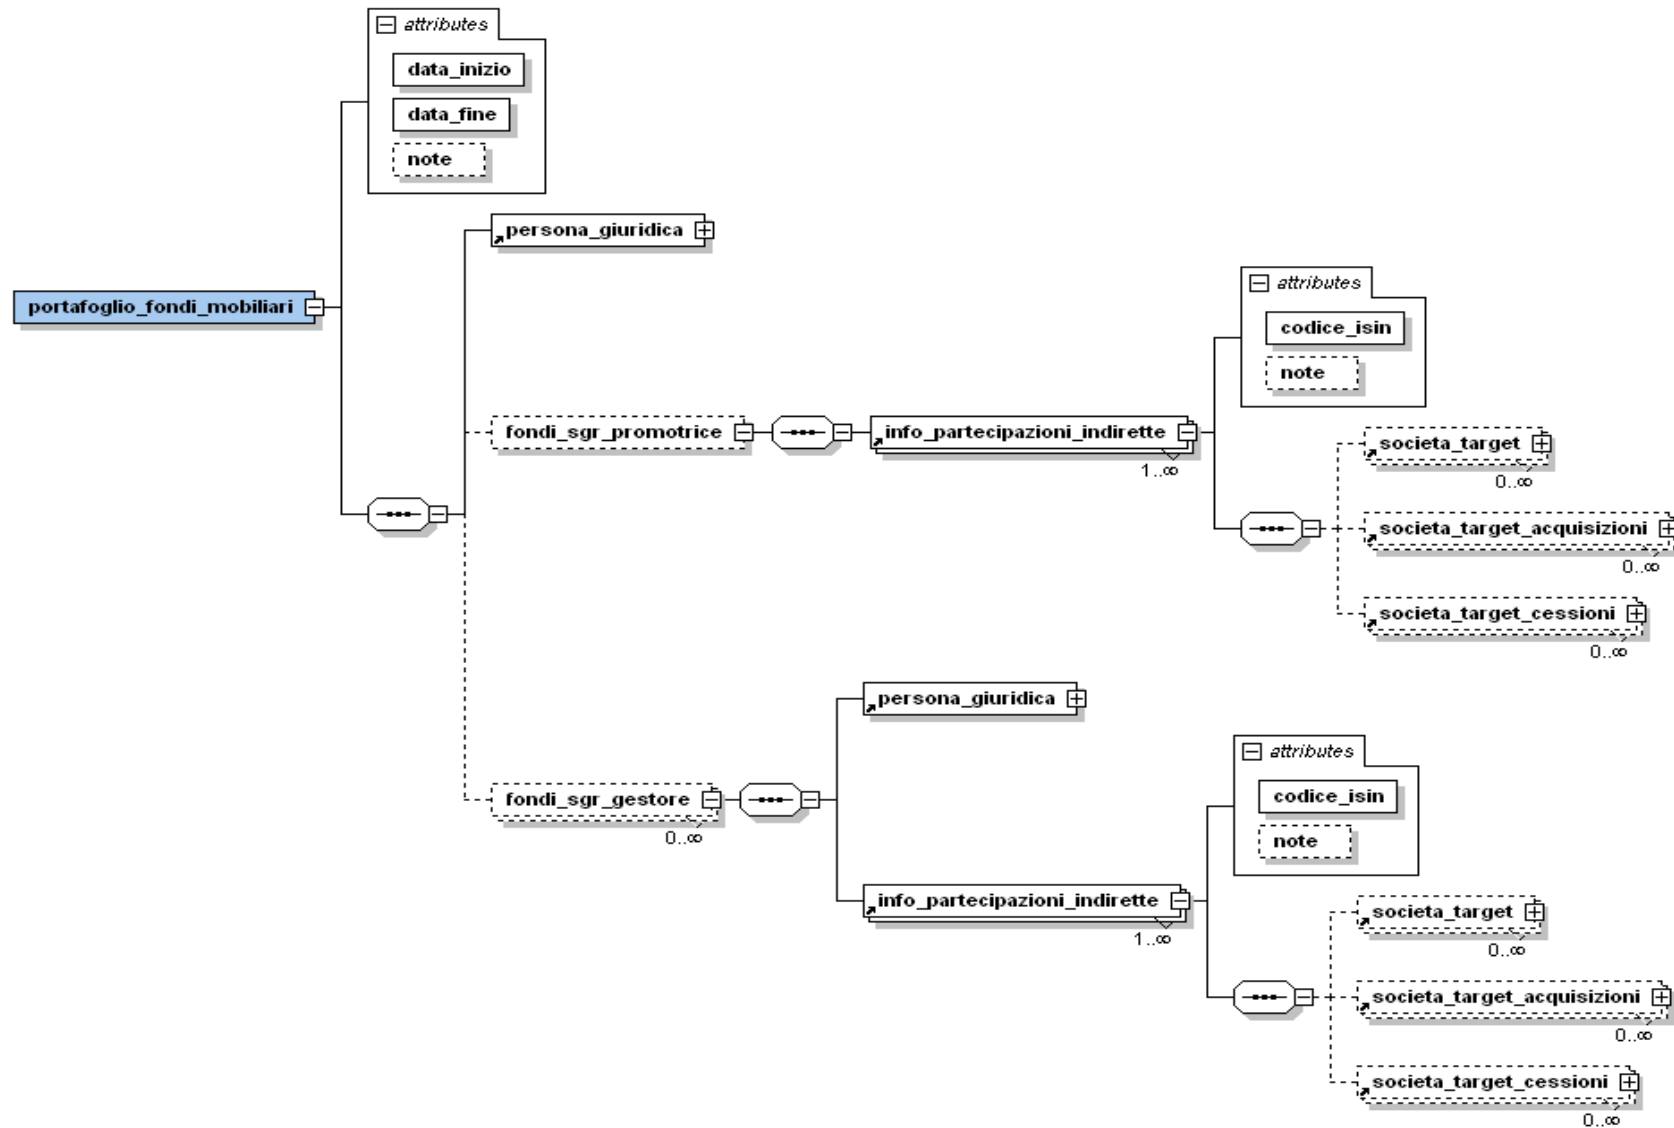 attributes
data_inizio
data_fine
note
persona_giuridica
portafoglio_fondi_mobiliari
attributes
codice_isin
note
fondi_sgr_promotrice
info_partecipazioni_indirette
1..∞
societa_target
0..∞
societa_target_acquisizioni
0..∞
societa_target_cessioni
0..∞
persona_giuridica
attributes
codice_isin
note
fondi_sgr_gestore
0..∞
info_partecipazioni_indirette
1..∞
societa_target
0..∞
societa_target_acquisizioni
0..∞
societa_target_cessioni
0..∞